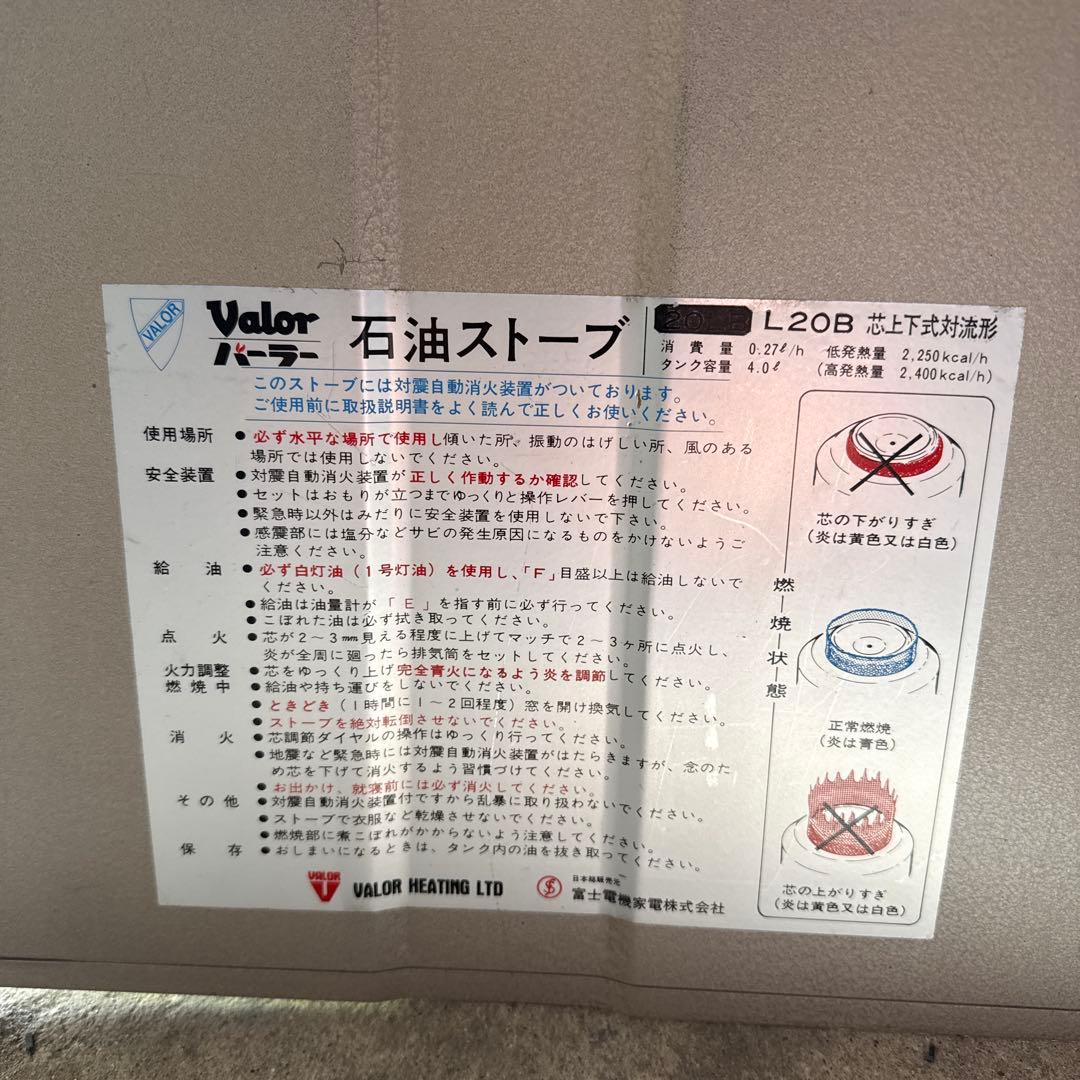 VALOR
Valor
バーラー
石油ストーブ
L20B 芯上下式対流形
消費量 0.27ℓ/h 低発熱量 2,250kcal/h
タンク容量 4.0ℓ (高発熱量 2,400kcal/h)
このストーブには対震自動消火装置がついております。
ご使用前に取扱説明書をよく読んで正しくお使いください。
使用場所 ●必ず水平な場所で使用し傾いた所、振動のはげしい所、風のある
場所では使用しないでください。
安全装置 ●対震自動消火装置が正しく作動するか確認してください。
●セットはおもりが立つまでゆっくりと操作レバーを押してください。
●緊急時以外はみだりに安全装置を使用しないで下さい。
●感震部には塩分などサビの発生原因になるものをかけないようご
注意ください。
給油 ●必ず白灯油(1号灯油)を使用し、「F」目盛以上は給油しないで
ください。
●給油は油量計が「E」を指す前に必ず行ってください。
●こぼれた油は必ず拭き取ってください。
点火 ●芯が2〜3mm見える程度に上げてマッチで2〜3ヶ所に点火し、
炎が全周に廻ったら排気筒をセットしてください。
火力調整 ●芯をゆっくり上げ完全青火になるよう炎を調節してください。
燃焼中 ●給油や持ち運びをしないでください。
●ときどき(1時間に1〜2回程度)窓を開け換気してください。
●ストーブを絶対転倒させないでください。
消火 ●芯調節ダイヤルの操作はゆっくり行ってください。
●地震など緊急時には対震自動消火装置がはたらきますが、念のた
め芯を下げて消火するよう習慣づけてください。
●お出かけ、就寝前には必ず消火してください。
その他 ●対震自動消火装置付ですから乱暴に取り扱わないでください。
●ストーブで衣服など乾燥させないでください。
●燃焼部に煮こぼれがかからないよう注意してください。
保存 ●おしまいになるときは、タンク内の油を抜き取ってください。
VALOR
VALOR HEATING LTD
日本総販売元
富士電機家電株式会社
燃焼状態
芯の下がりすぎ
(炎は黄色又は白色)
正常燃焼
(炎は青色)
芯の上がりすぎ
(炎は黄色又は白色)